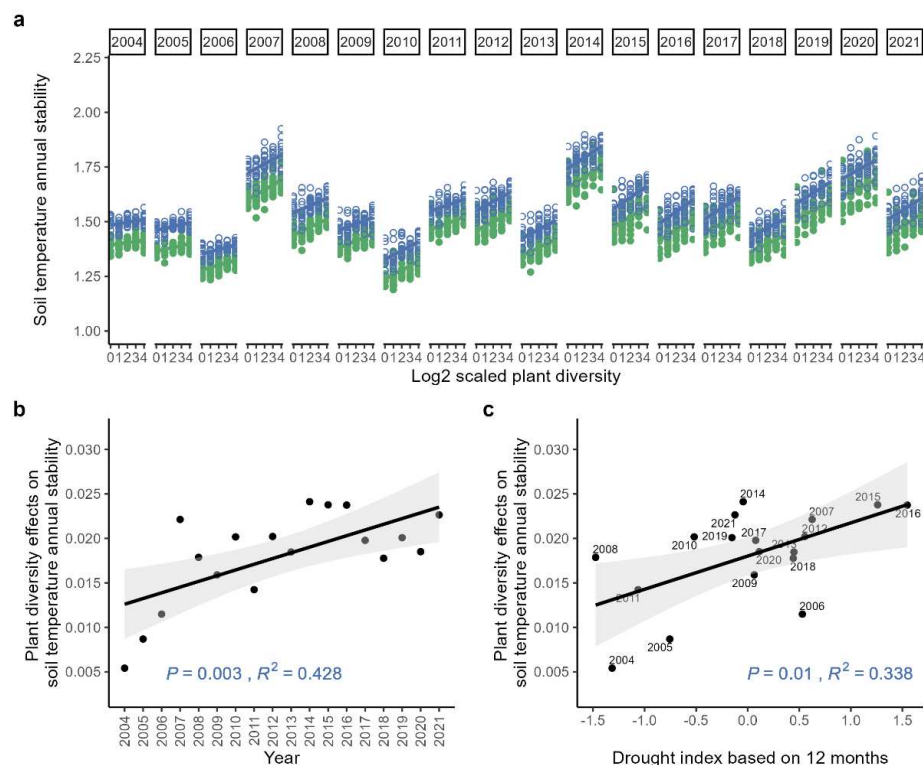 a
2004 2005 2006 2007 2008 2009 2010 2011 2012 2013 2014 2015 2016 2017 2018 2019 2020 2021
2.25
2.00
1.75
1.50
1.25
1.00
Soil temperature annual stability
01234 01234 01234 01234 01234 01234 01234 01234 01234 01234 01234 01234 01234 01234 01234 01234 01234 01234
Log2 scaled plant diversity
b
Plant diversity effects on
soil temperature annual stability
0.030
0.025
0.020
0.015
0.010
0.005
P = 0.003 , R² = 0.428
2004 2005 2006 2007 2008 2009 2010 2011 2012 2013 2014 2015 2016 2017 2018 2019 2020 2021
Year
c
Plant diversity effects on
soil temperature annual stability
0.030
0.025
0.020
0.015
0.010
0.005
2014
2015
2016
2021
2007
2010
2019
2017
2012
2008
2013
2020
2018
2009
2011
2006
2005
2004
P = 0.01 , R² = 0.338
-1.5 -1.0 -0.5 0.0 0.5 1.0 1.5
Drought index based on 12 months